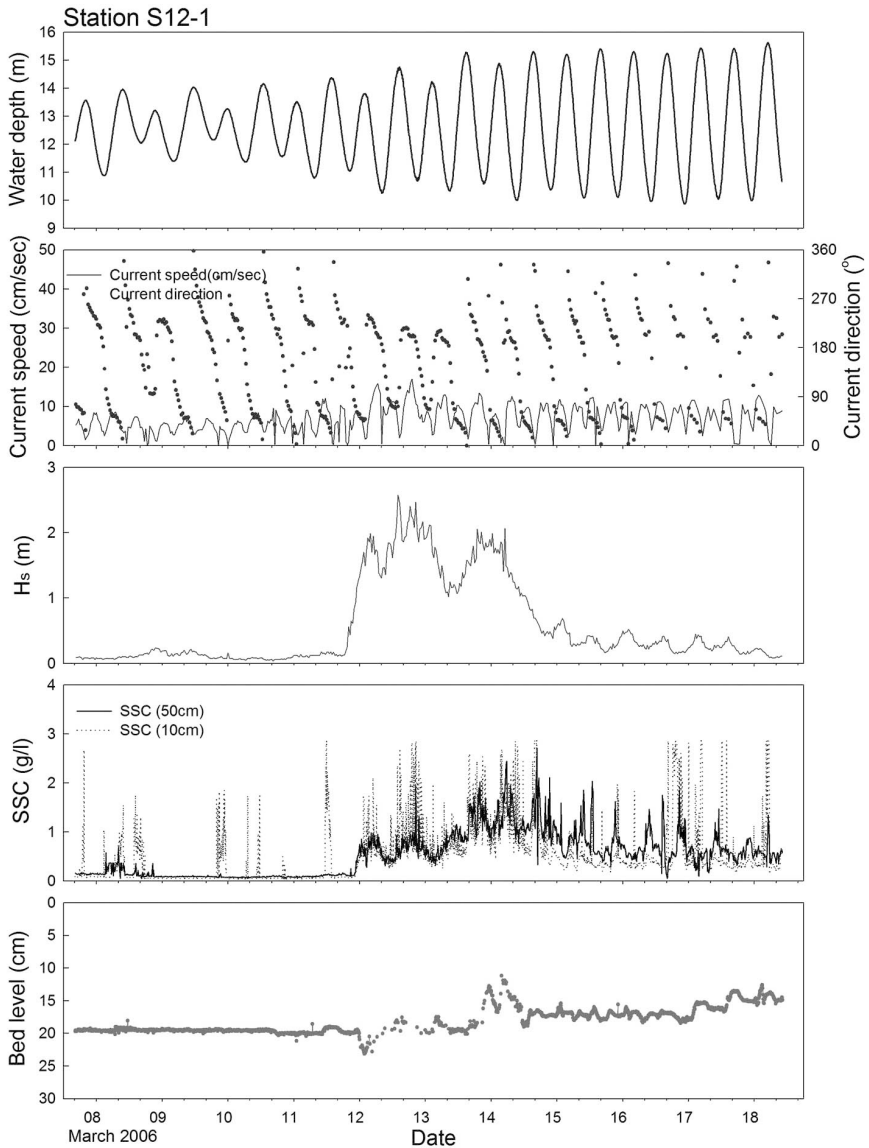 Station S12-1
16
15
14
13
12
11
10
9
Water depth (m)
50
40
30
20
10
0
Current speed (cm/sec)
Current speed(cm/sec)
Current direction
360
270
180
90
0
Current direction (°)
3
2
1
0
Hs (m)
4
3
2
1
0
SSC (g/l)
SSC (50cm)
SSC (10cm)
0
5
10
15
20
25
30
Bed level (cm)
08 09 10 11 12 13 14 15 16 17 18
March 2006 Date